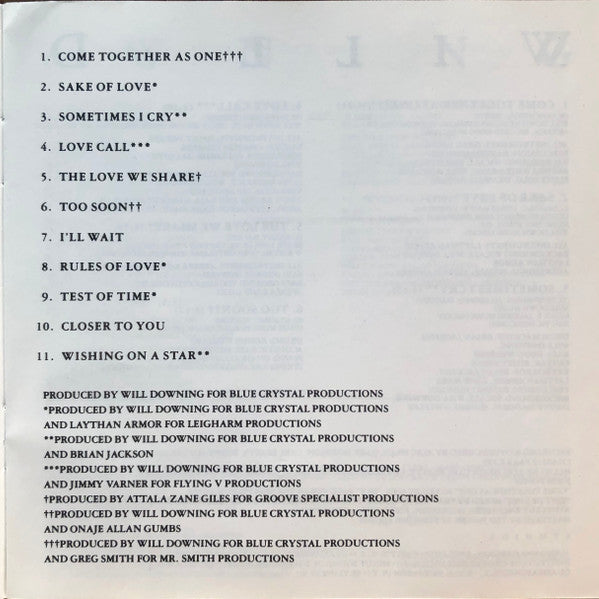 1. COME TOGETHER AS ONE†††
2. SAKE OF LOVE*
3. SOMETIMES I CRY**
4. LOVE CALL***
5. THE LOVE WE SHARE†
6. TOO SOON††
7. I'LL WAIT
8. RULES OF LOVE*
9. TEST OF TIME*
10. CLOSER TO YOU
11. WISHING ON A STAR**
PRODUCED BY WILL DOWNING FOR BLUE CRYSTAL PRODUCTIONS
*PRODUCED BY WILL DOWNING FOR BLUE CRYSTAL PRODUCTIONS
AND LAYTHAN ARMOR FOR LEIGHARM PRODUCTIONS
**PRODUCED BY WILL DOWNING FOR BLUE CRYSTAL PRODUCTIONS
AND BRIAN JACKSON
***PRODUCED BY WILL DOWNING FOR BLUE CRYSTAL PRODUCTIONS
AND JIMMY VARNER FOR FLYING V PRODUCTIONS
†PRODUCED BY ATTALA ZANE GILES FOR GROOVE SPECIALIST PRODUCTIONS
††PRODUCED BY WILL DOWNING FOR BLUE CRYSTAL PRODUCTIONS
AND ONAJE ALLAN GUMBS
†††PRODUCED BY WILL DOWNING FOR BLUE CRYSTAL PRODUCTIONS
AND GREG SMITH FOR MR. SMITH PRODUCTIONS